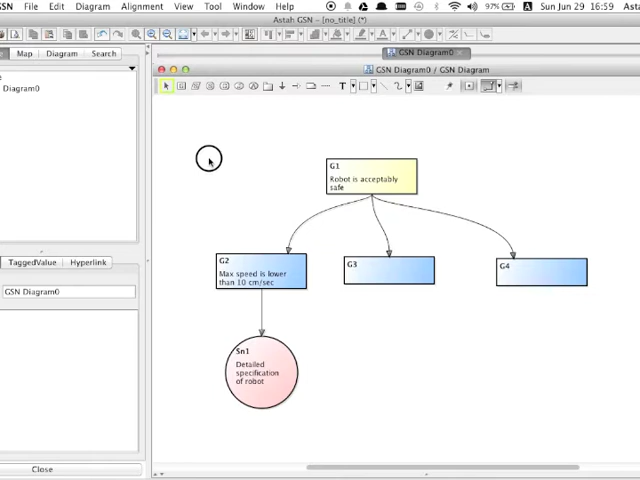 File Edit Diagram Alignment View Tool Window Help 97% Sun Jun 29 16:59
Astah GSN – [no_title] (*)
Map Diagram Search
GSN Diagram0
GSN Diagram0 / GSN Diagram
Diagram0
T
G1
Robot is acceptably
safe
G2
Max speed is lower
than 10 cm/sec
G3
G4
Sn1
Detailed
specification
of robot
TaggedValue Hyperlink
GSN Diagram0
Close